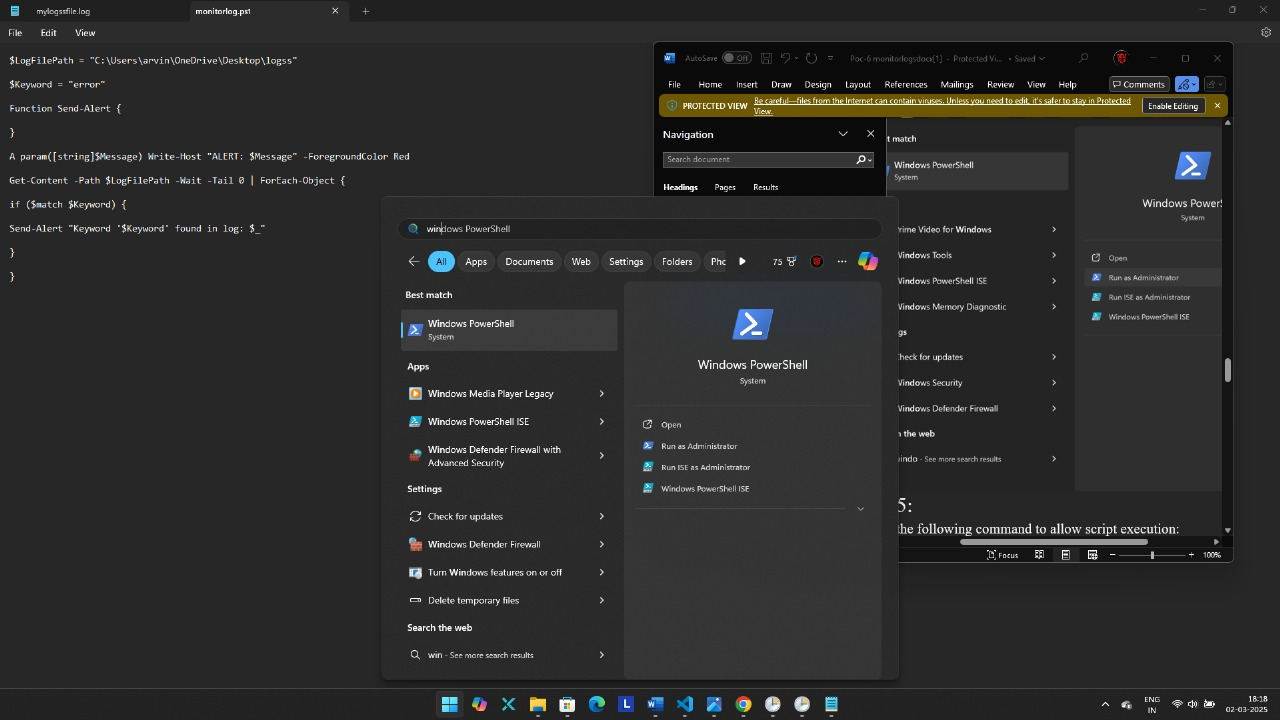 mylogssfile.log
monitorlog.pst
File Edit View
$LogFilePath = "C:\Users\arvin\OneDrive\Desktop\logss"
$Keyword = "error"
Function Send-Alert {
}
A param([string]$Message) Write-Host "ALERT: $Message" -ForegroundColor Red
Get-Content -Path $LogFilePath -Wait -Tail 0 | ForEach-Object {
if ($match $Keyword) {
Send-Alert "Keyword '$Keyword' found in log: $_"
}
}
AutoSave Off
Poc-6 monitorlogsdocx[1] - Protected Vi... • Saved
File Home Insert Draw Design Layout References Mailings Review View Help
Comments
PROTECTED VIEW Be careful—files from the Internet can contain viruses. Unless you need to edit, it's safer to stay in Protected
View.
Enable Editing
Navigation
Search document
Headings Pages Results
t match
Windows PowerShell
System
rime Video for Windows
Windows Tools
Windows PowerShell ISE
Windows Memory Diagnostic
gs
Check for updates
Windows Security
Windows Defender Firewall
n the web
windo - See more search results
Windows PowerS
System
Open
Run as Administrator
Run ISE as Administrator
Windows PowerShell ISE
5:
the following command to allow script execution:
Focus
100%
windows PowerShell
All Apps Documents Web Settings Folders Pho
75
Best match
Windows PowerShell
System
Apps
Windows Media Player Legacy
Windows PowerShell ISE
Windows Defender Firewall with
Advanced Security
Settings
Check for updates
Windows Defender Firewall
Turn Windows features on or off
Delete temporary files
Search the web
win - See more search results
Windows PowerShell
System
Open
Run as Administrator
Run ISE as Administrator
Windows PowerShell ISE
ENG
IN
18:18
02-03-2025